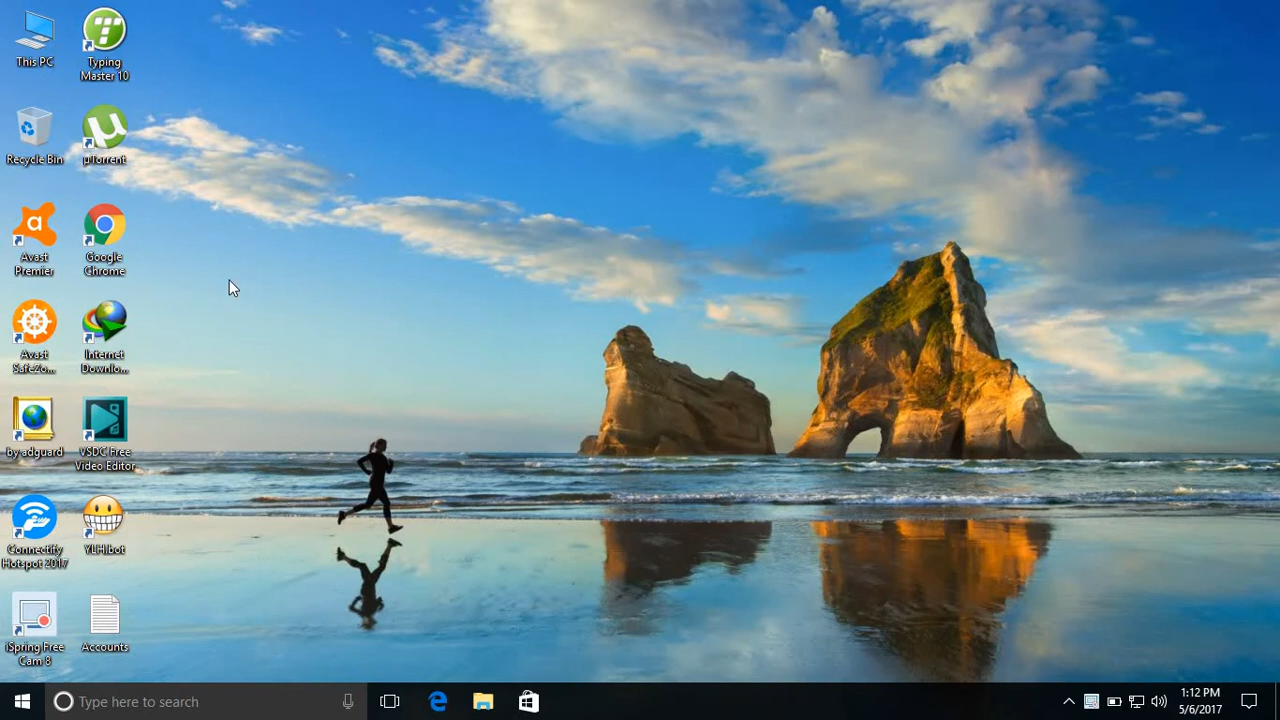 This PC
Typing
Master 10
Recycle Bin
µTorrent
Avast
Premier
Google
Chrome
Avast
SafeZo...
Internet
Downlo...
by adguard
VSDC Free
Video Editor
Connectify
Hotspot 2017
YLH.bot
iSpring Free
Cam 8
Accounts
Type here to search
1:12 PM
5/6/2017